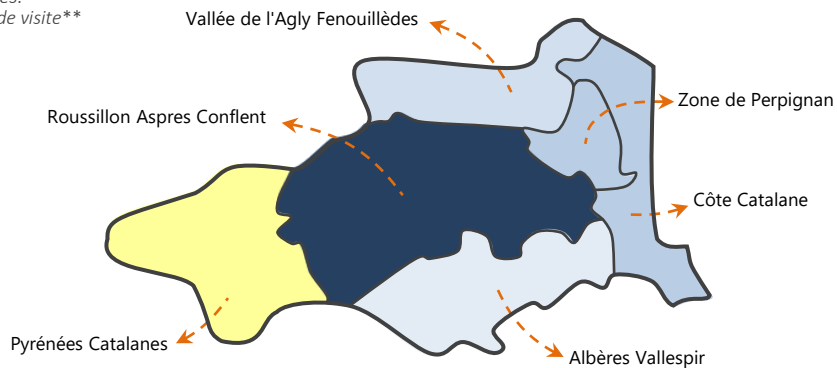 de visite**
Vallée de l'Agly Fenouillèdes
Zone de Perpignan
Roussillon Aspres Conflent
Côte Catalane
Pyrénées Catalanes
Albères Vallespir